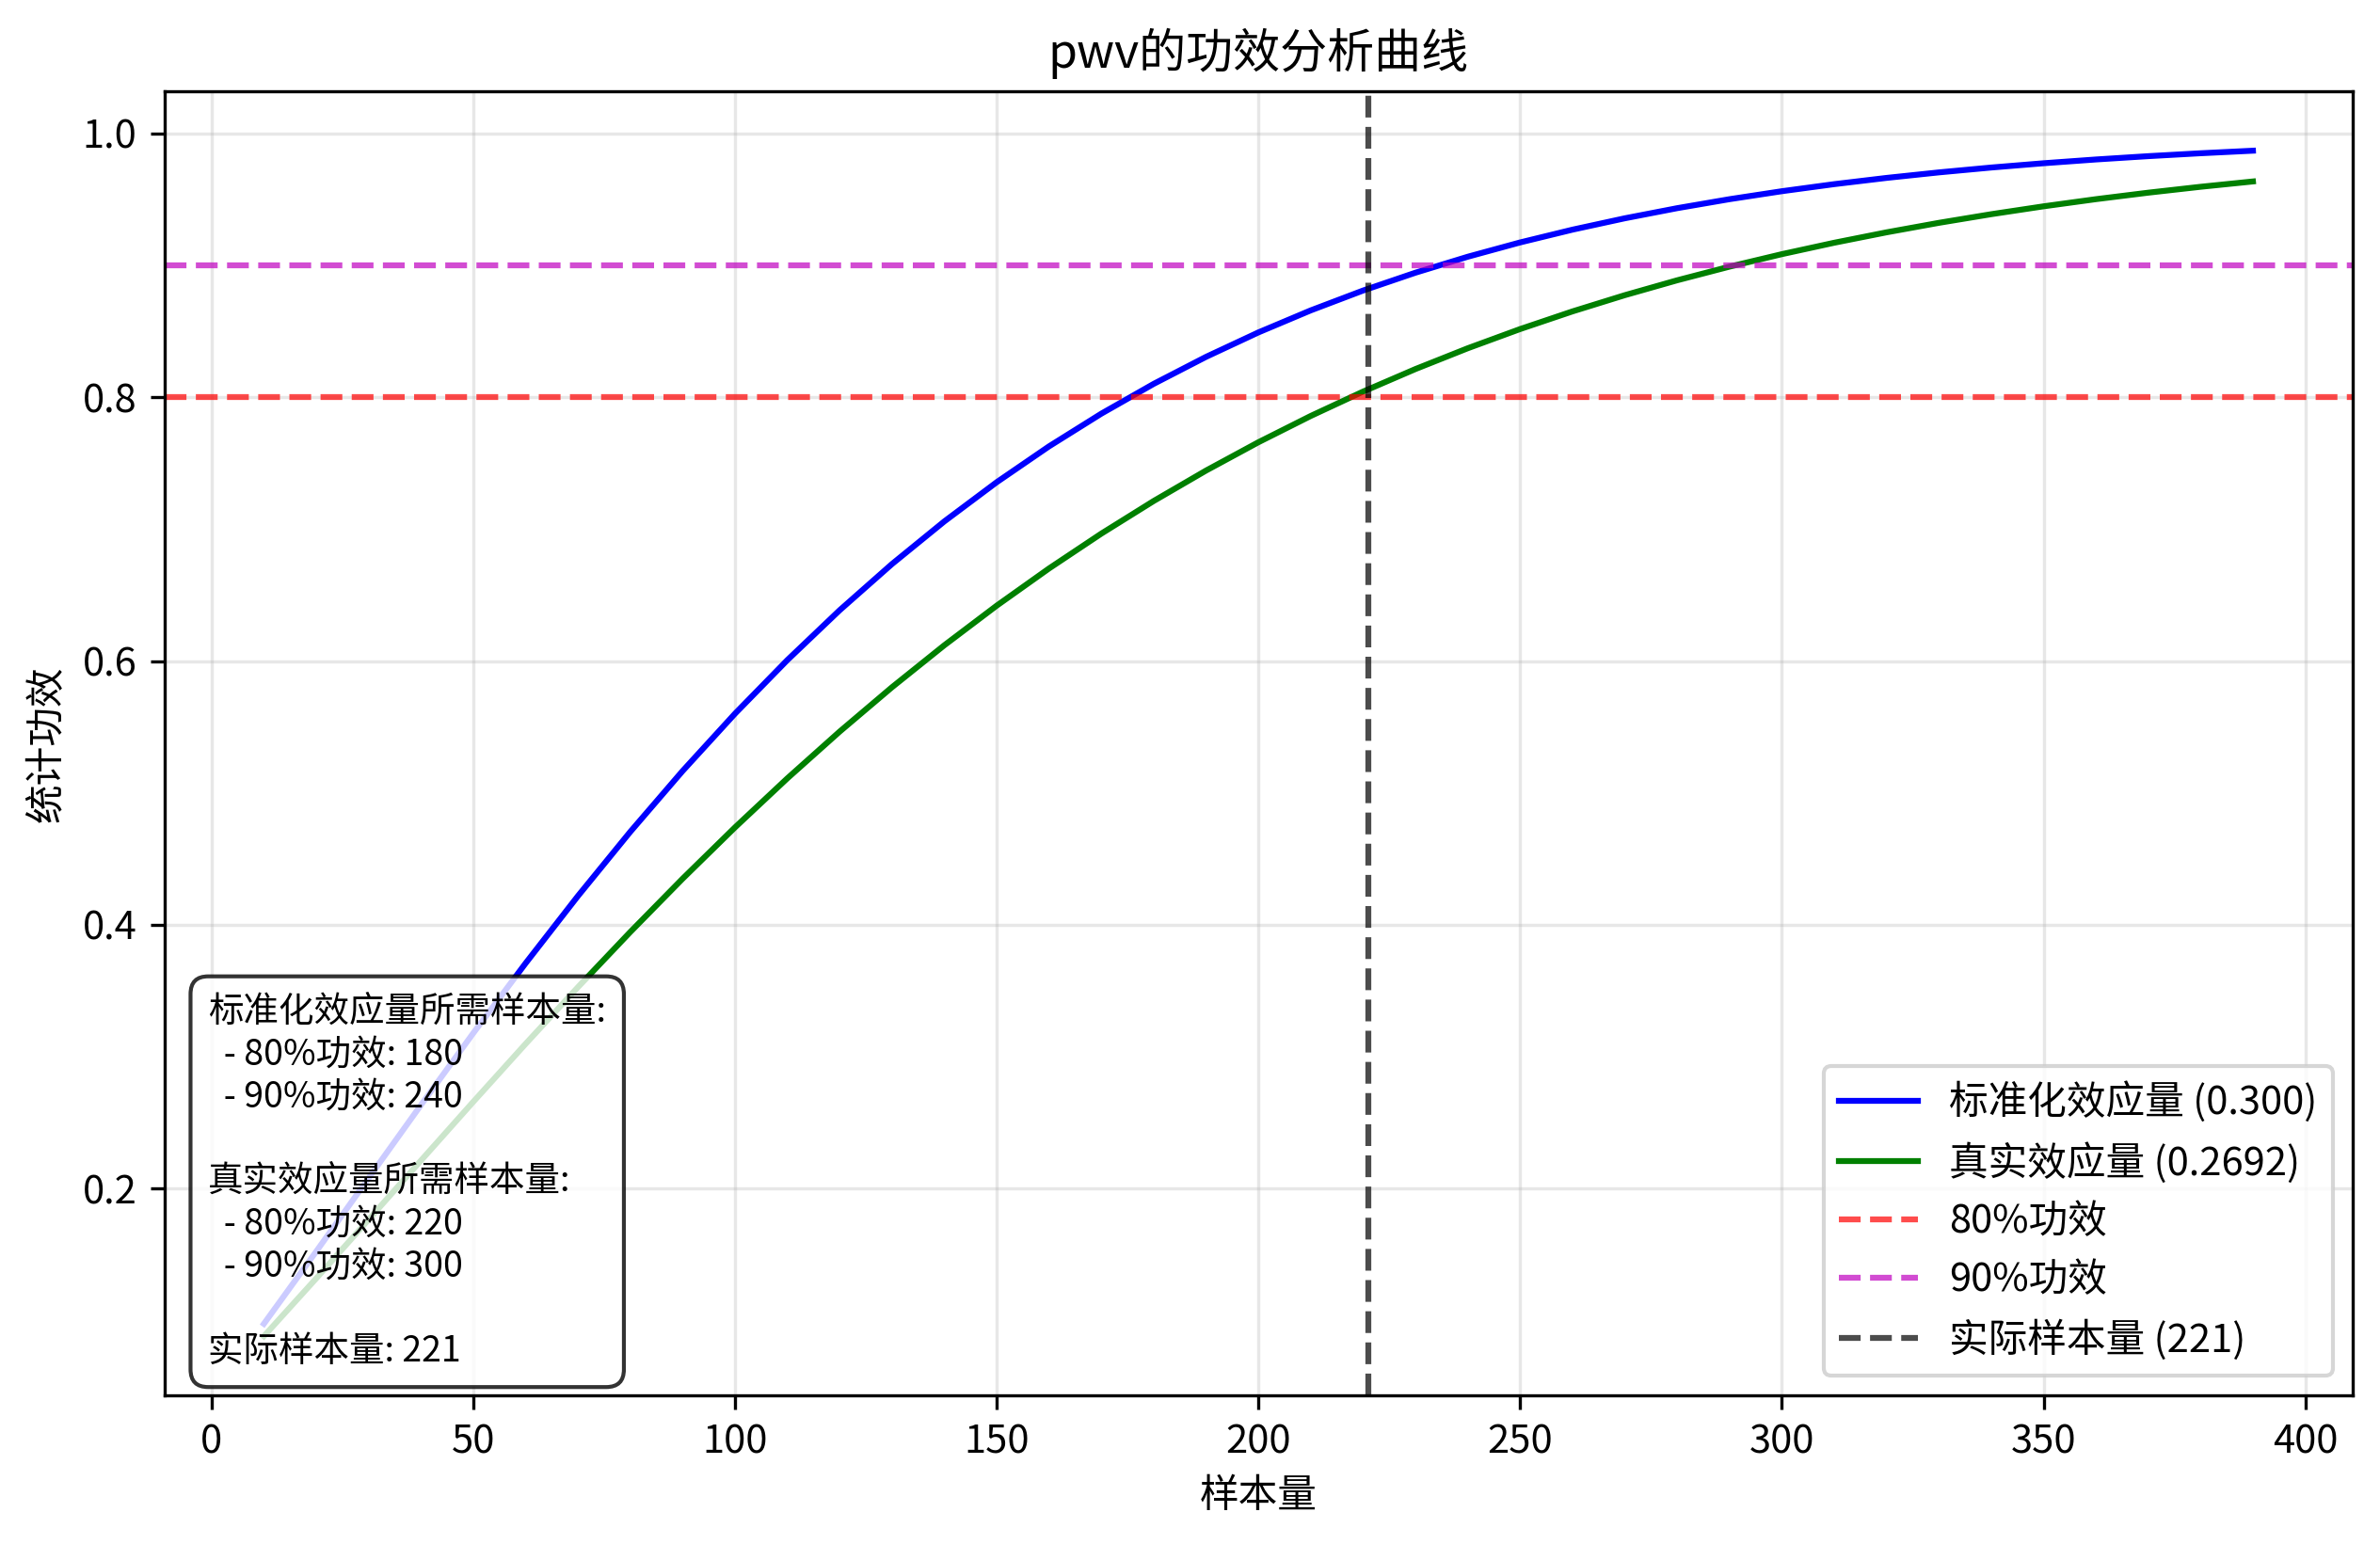 pwv的功效分析曲线
统计功效
1.0
0.8
0.6
0.4
0.2
标准化效应量所需样本量:
- 80%功效: 180
- 90%功效: 240
真实效应量所需样本量:
- 80%功效: 220
- 90%功效: 300
实际样本量: 221
标准化效应量 (0.300)
真实效应量 (0.2692)
80%功效
90%功效
实际样本量 (221)
0 50 100 150 200 250 300 350 400
样本量